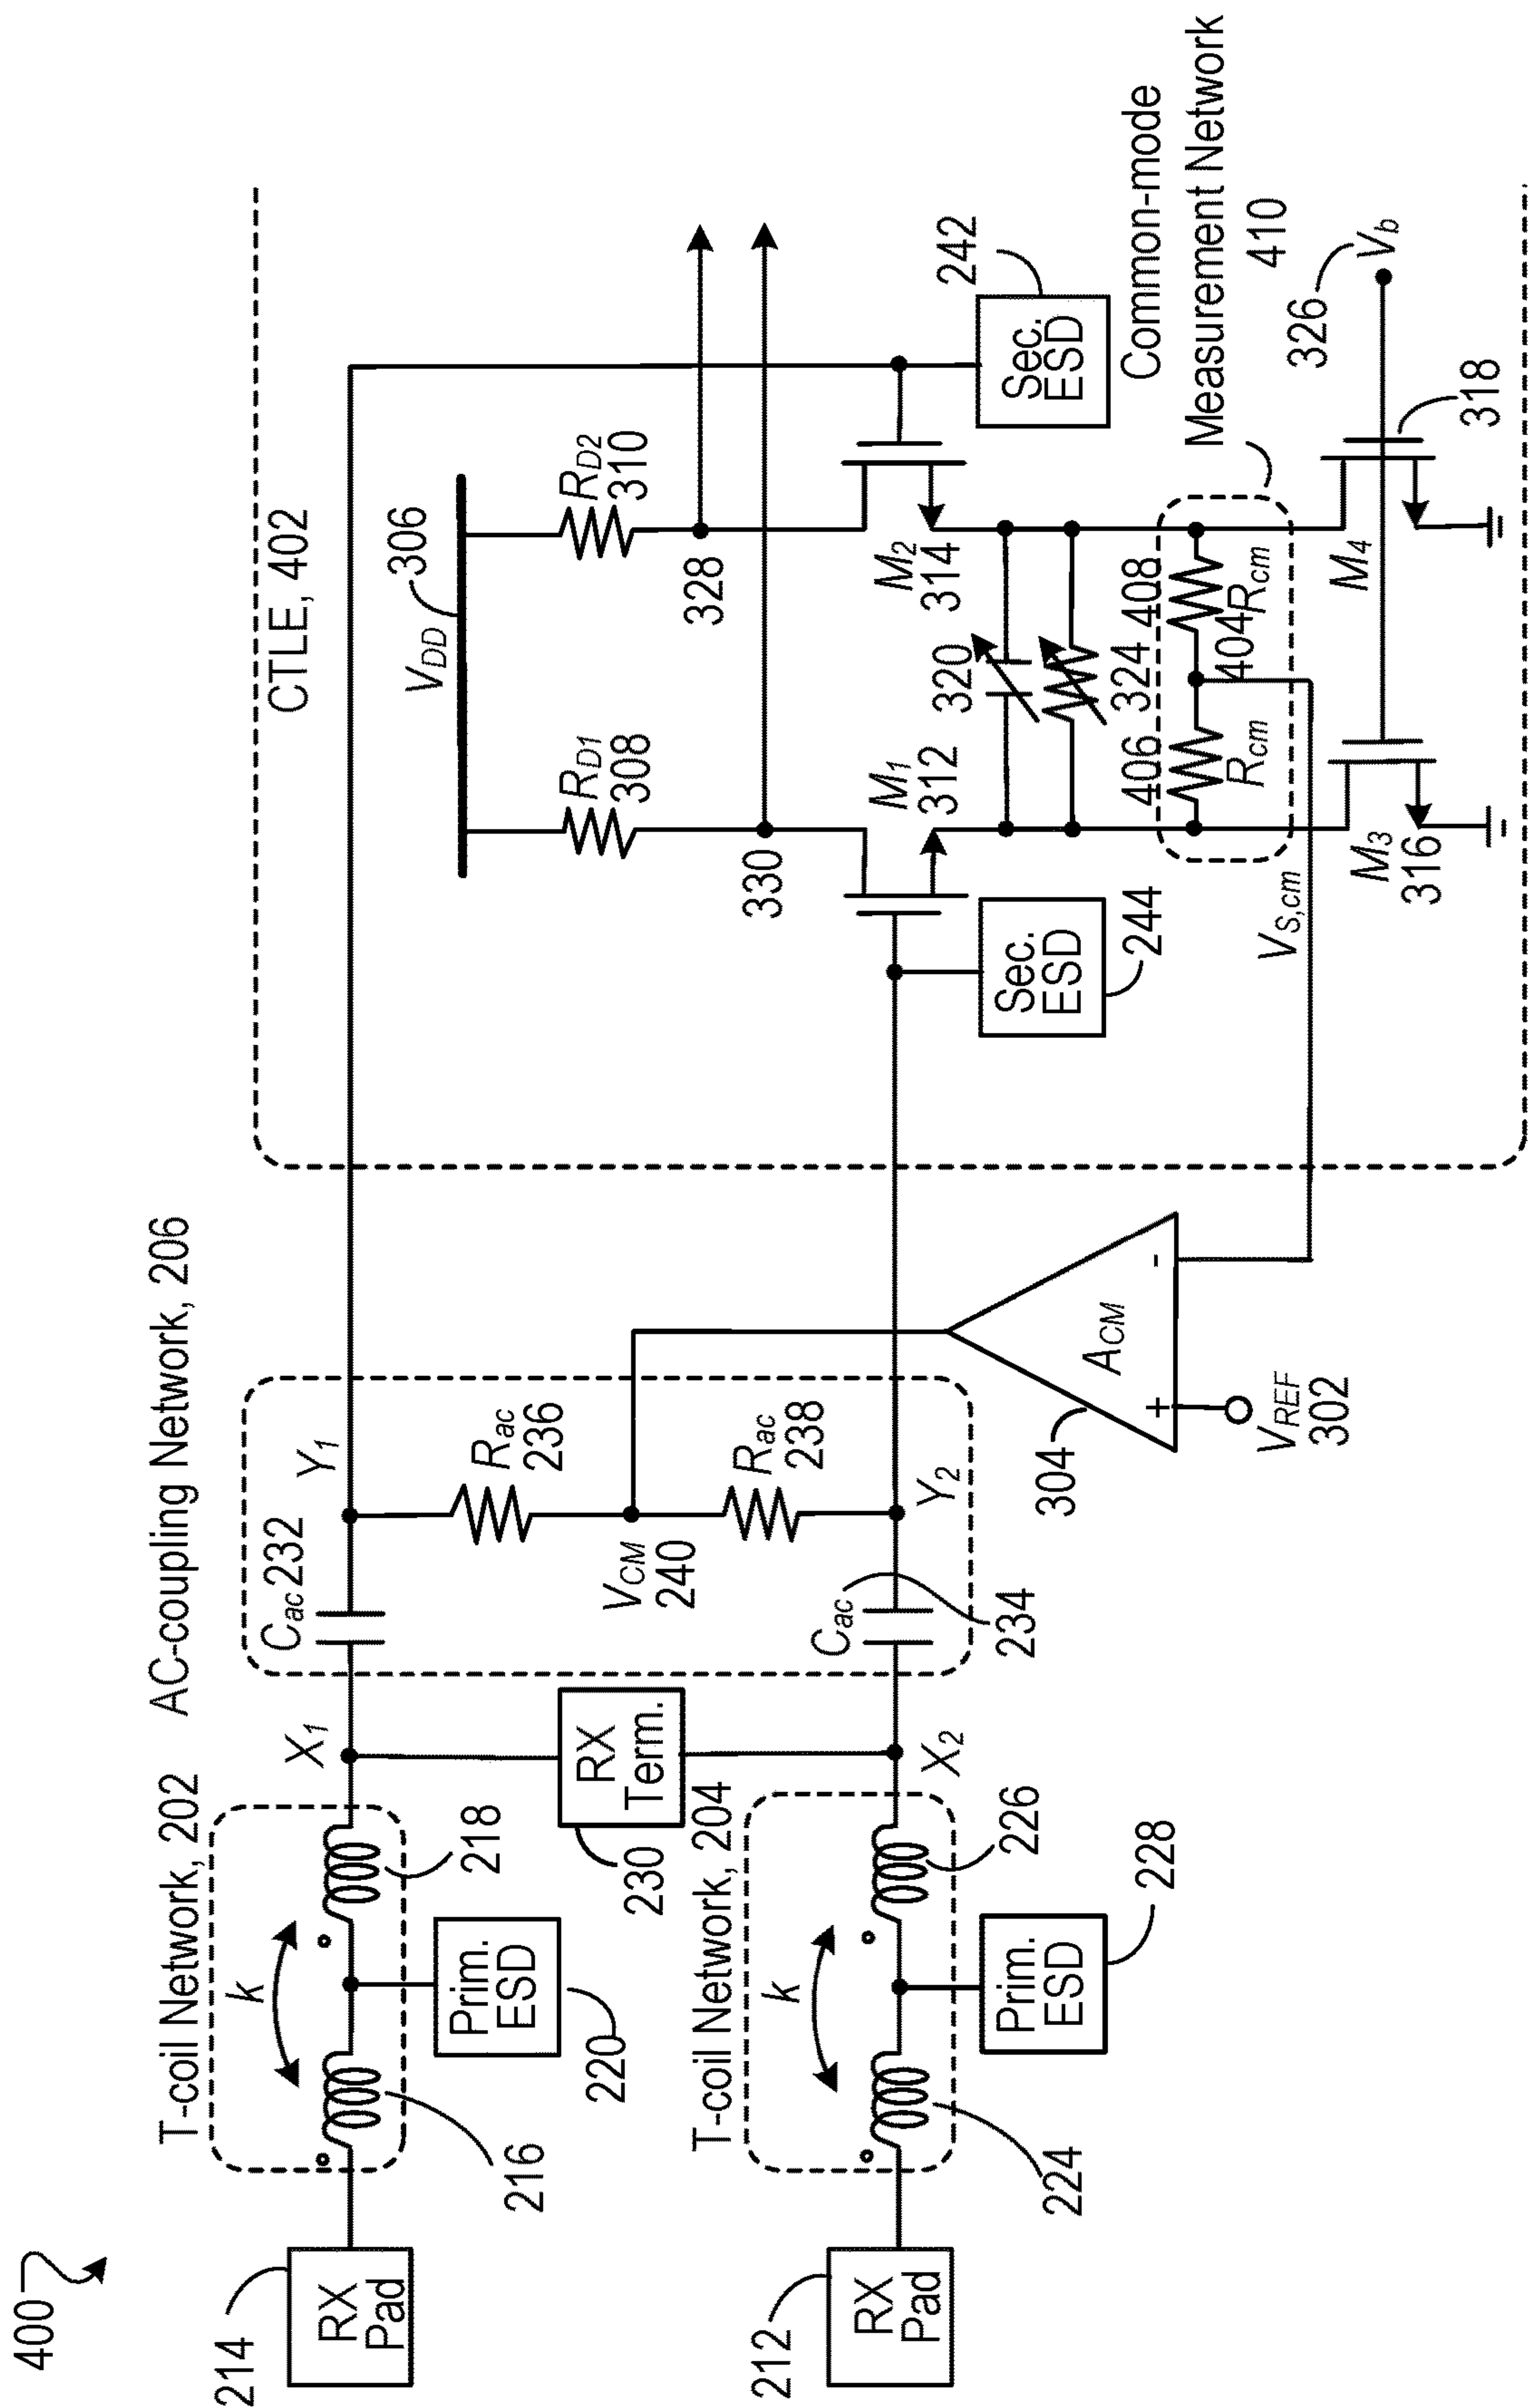 400
CTLE, 402
AC-coupling Network, 206
T-coil Network, 202
T-coil Network, 204
214
RX
Pad
216
k
218
Prim.
ESD
220
X1
Cac 232
Y1
Rac
236
VCM
240
Rac
238
Cac
234
Y2
RX
Term.
230
X2
212
RX
Pad
224
k
226
Prim.
ESD
228
304
ACM
+
-
VREF
302
VDD
306
RD1
308
RD2
310
328
330
M1
312
M2
314
Sec.
ESD
242
Sec.
ESD
244
320
324
Common-mode
Measurement Network
410
406
Rcm
404
408
Rcm
VS,cm
M3
316
M4
318
326
Vb